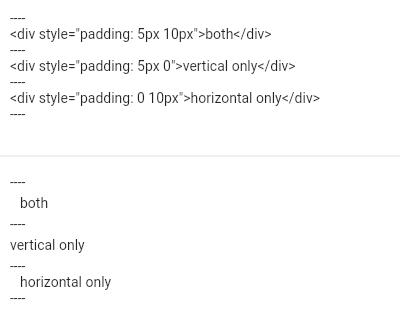 ----
<div style="padding: 5px 10px">both</div>
----
<div style="padding: 5px 0">vertical only</div>
----
<div style="padding: 0 10px">horizontal only</div>
----
----
both
----
vertical only
----
horizontal only
----